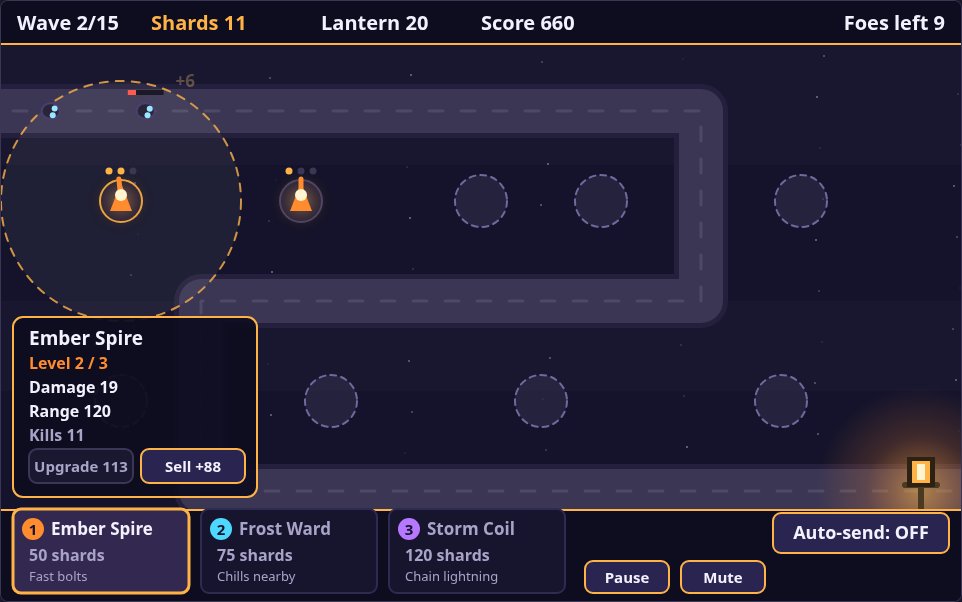 Wave 2/15 Shards 11 Lantern 20 Score 660 Foes left 9
+6
Ember Spire
Level 2 / 3
Damage 19
Range 120
Kills 11
Upgrade 113 Sell +88
1 Ember Spire
50 shards
Fast bolts
2 Frost Ward
75 shards
Chills nearby
3 Storm Coil
120 shards
Chain lightning
Pause Mute
Auto-send: OFF